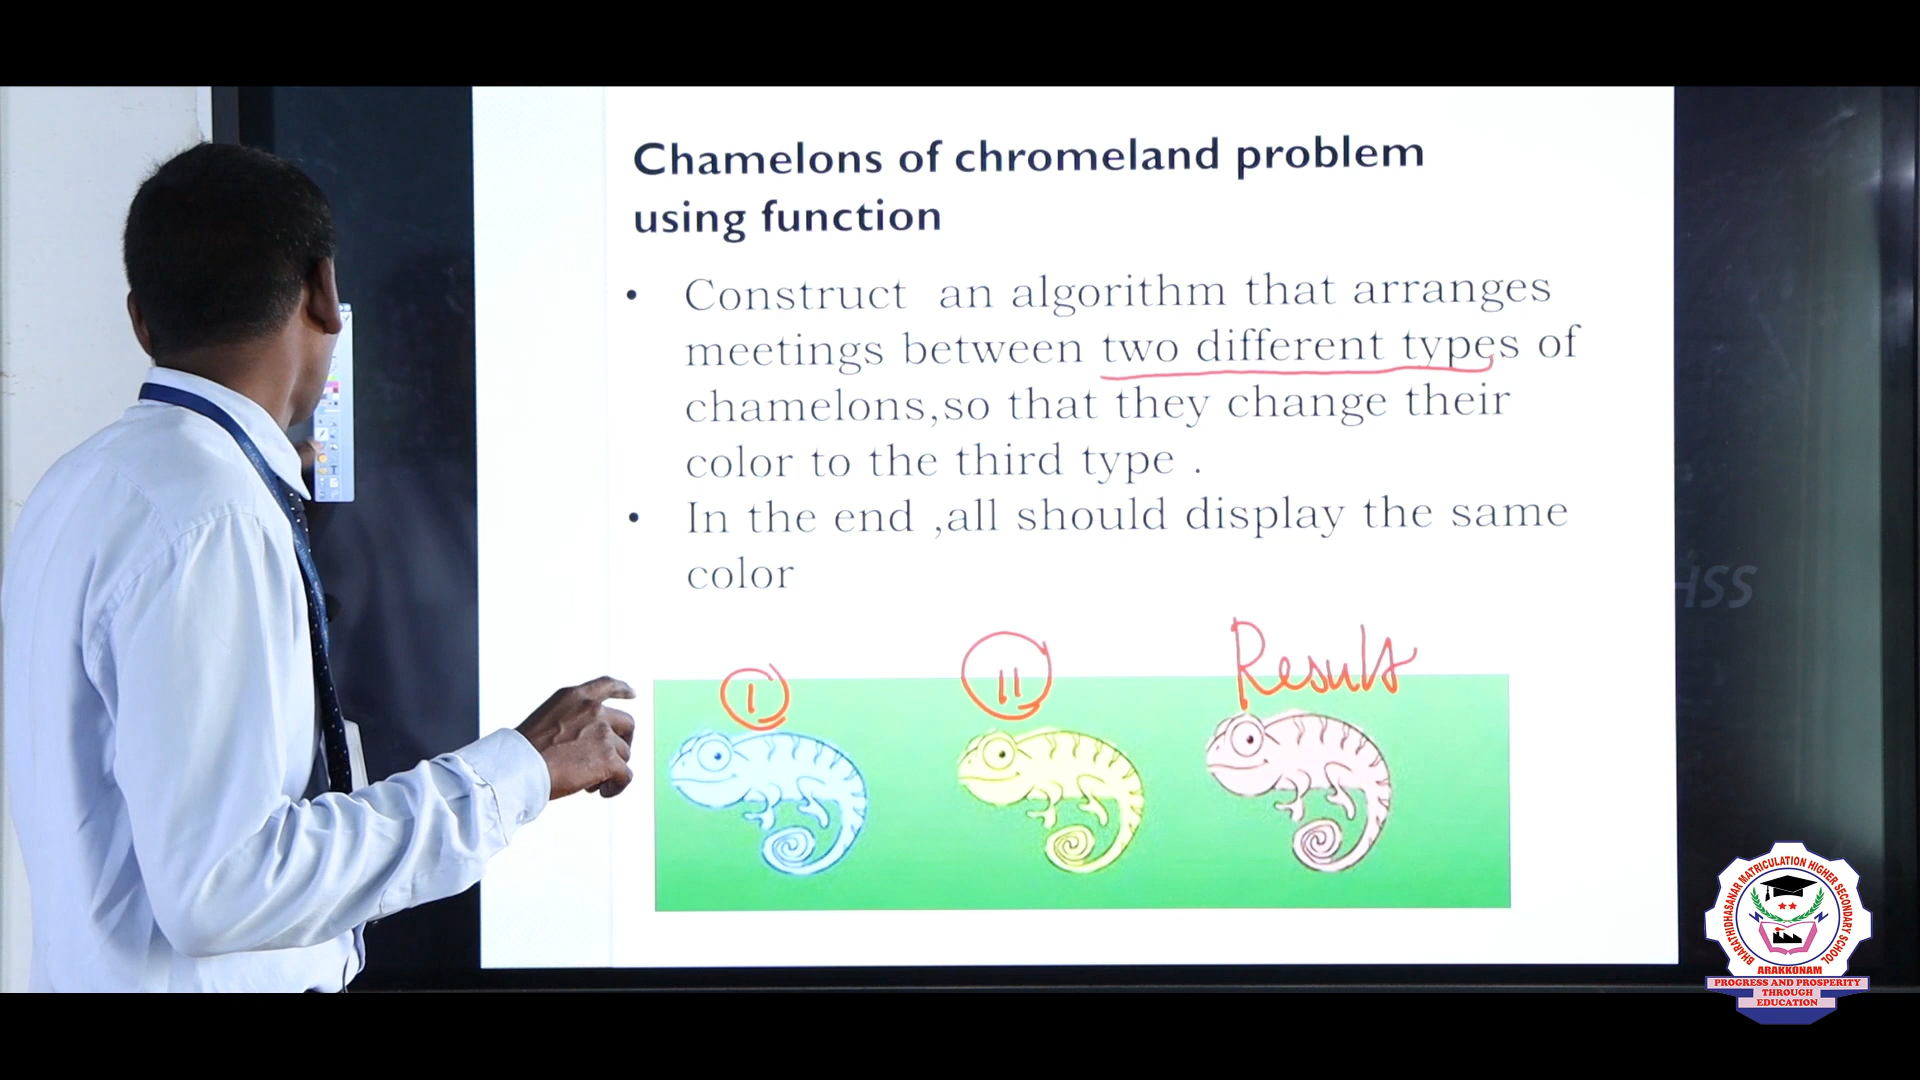 Chamelons of chromeland problem
using function
• Construct an algorithm that arranges
meetings between two different types of
chamelons,so that they change their
color to the third type .
• In the end ,all should display the same
color
I
II
Result
HSS
BHARATHIDHASANAR MATRICULATION HIGHER SECONDARY SCHOOL
ARAKKONAM
PROGRESS AND PROSPERITY
THROUGH
EDUCATION